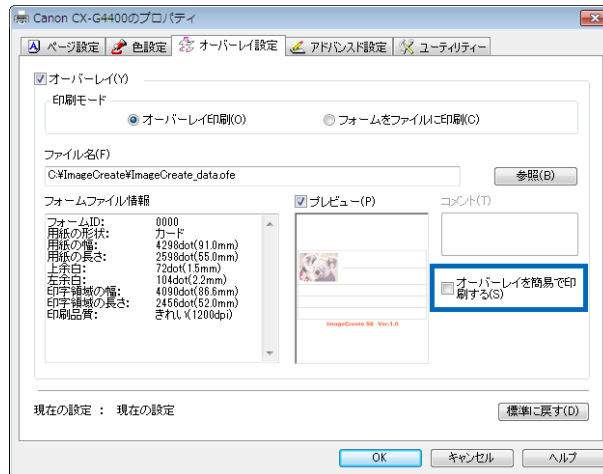 Canon CX-G4400のプロパティ
ページ設定 色設定 オーバーレイ設定 アドバンスド設定 ユーティリティー
オーバーレイ(Y)
印刷モード
オーバーレイ印刷(O) フォームをファイルに印刷(C)
ファイル名(F)
C:¥ImageCreate¥ImageCreate_data.ofe 参照(B)
フォームファイル情報 プレビュー(P) コメント(T)
フォームID: 0000
用紙の形状: カード
用紙の幅: 4298dot(91.0mm)
用紙の長さ: 2598dot(55.0mm)
上余白: 72dot(1.5mm)
左余白: 104dot(2.2mm)
印字領域の幅: 4090dot(86.6mm)
印字領域の長さ: 2456dot(52.0mm)
印刷品質: きれい(1200dpi)
ImageCreate SE Ver.1.0
オーバーレイを簡易で印
刷する(S)
現在の設定 : 現在の設定 標準に戻す(D)
OK キャンセル ヘルプ